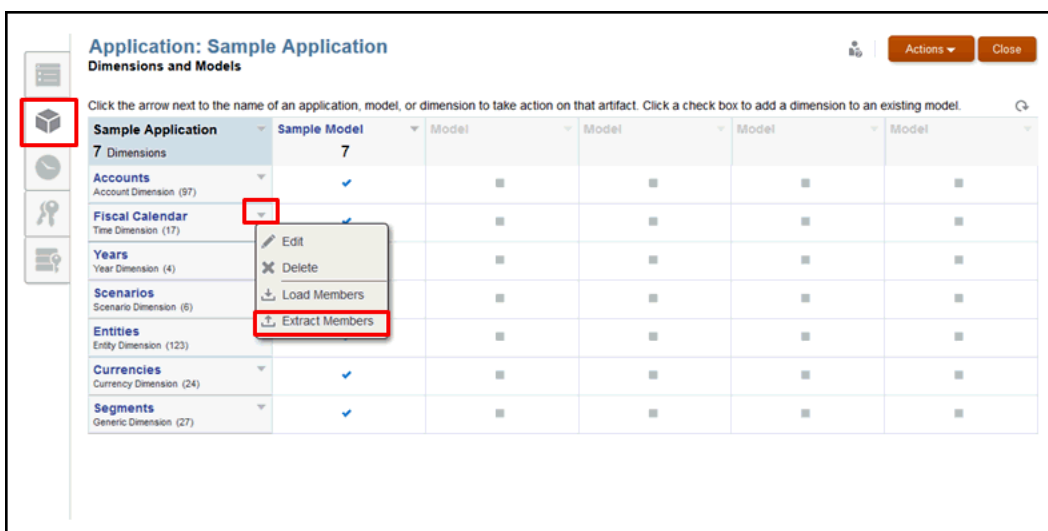 Application: Sample Application
Dimensions and Models
Actions
Close
Click the arrow next to the name of an application, model, or dimension to take action on that artifact. Click a check box to add a dimension to an existing model.
Sample Application
7 Dimensions
Sample Model
7
Model
Model
Model
Model
Accounts
Account Dimension (97)
Fiscal Calendar
Time Dimension (17)
Years
Year Dimension (4)
Scenarios
Scenario Dimension (6)
Entities
Entity Dimension (123)
Currencies
Currency Dimension (24)
Segments
Generic Dimension (27)
Edit
Delete
Load Members
Extract Members